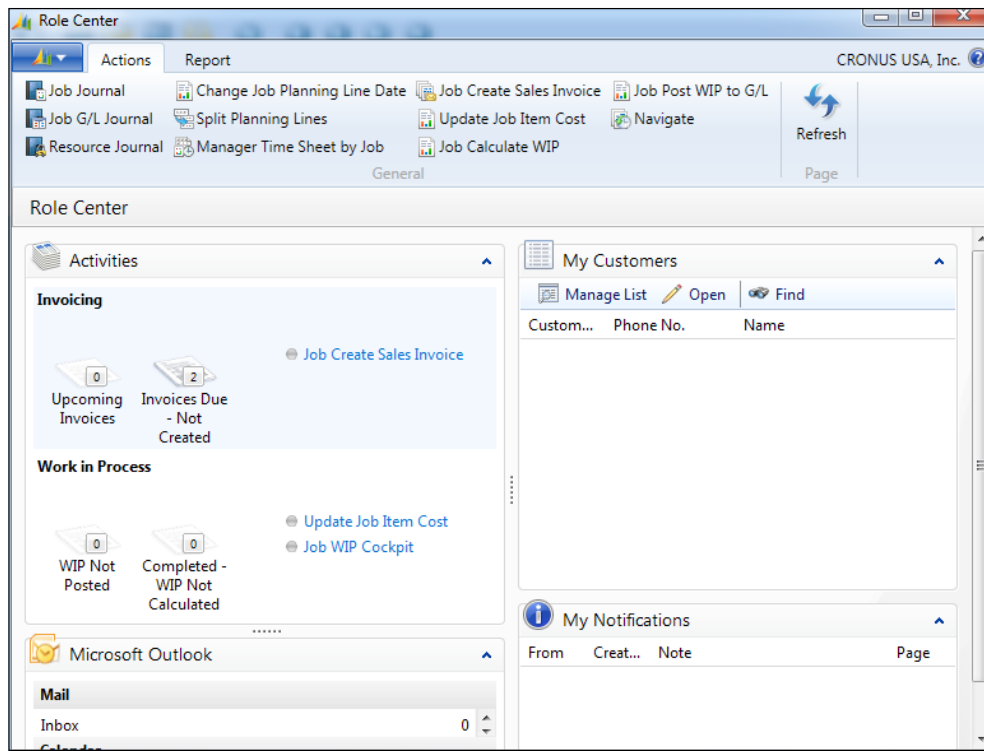 Role Center
Actions Report CRONUS USA, Inc.
Job Journal Change Job Planning Line Date Job Create Sales Invoice Job Post WIP to G/L
Job G/L Journal Split Planning Lines Update Job Item Cost Navigate
Resource Journal Manager Time Sheet by Job Job Calculate WIP
Refresh
General Page
Role Center
Activities
Invoicing
0 2
Upcoming Invoices Due
Invoices - Not
Created
Job Create Sales Invoice
Work in Process
0 0
WIP Not Completed -
Posted WIP Not
Calculated
Update Job Item Cost
Job WIP Cockpit
Microsoft Outlook
Mail
Inbox 0
Calendar
My Customers
Manage List Open Find
Custom... Phone No. Name
My Notifications
From Creat... Note Page